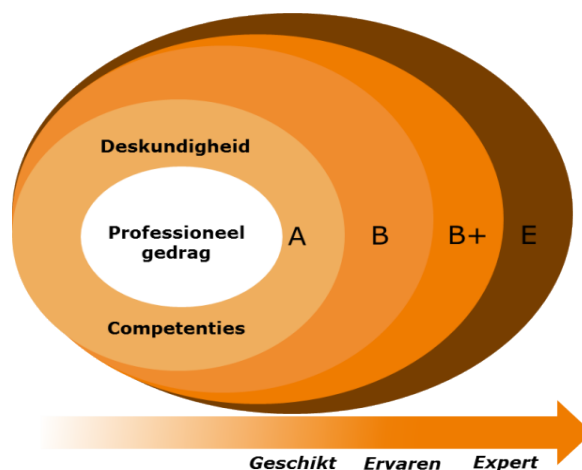 Deskundigheid
Professioneel
gedrag
A
B
B+
E
Competenties
Geschikt
Ervaren
Expert